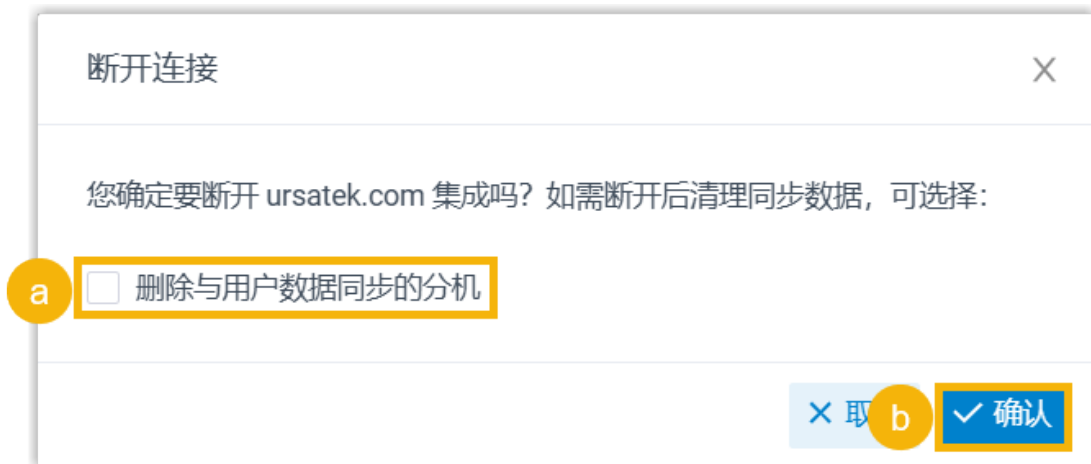 断开连接
您确定要断开 ursatek.com 集成吗？如需断开后清理同步数据，可选择：
a
删除与用户数据同步的分机
取
b
确认